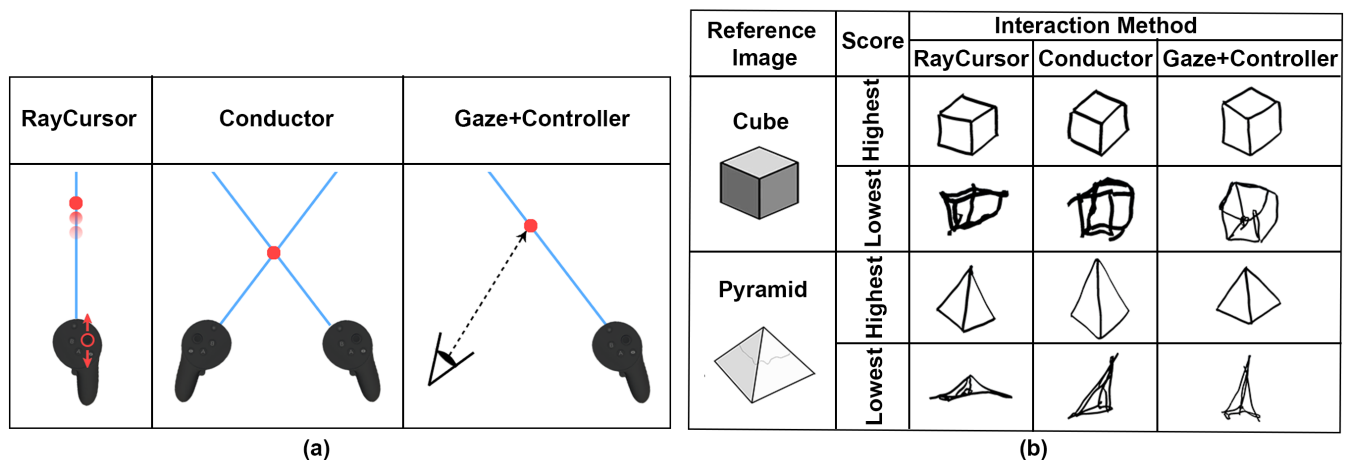 RayCursor
Conductor
Gaze+Controller
(a)
Reference
Image
Score
Interaction Method
RayCursor
Conductor
Gaze+Controller
Cube
Highest
Lowest
Pyramid
Highest
Lowest
(b)